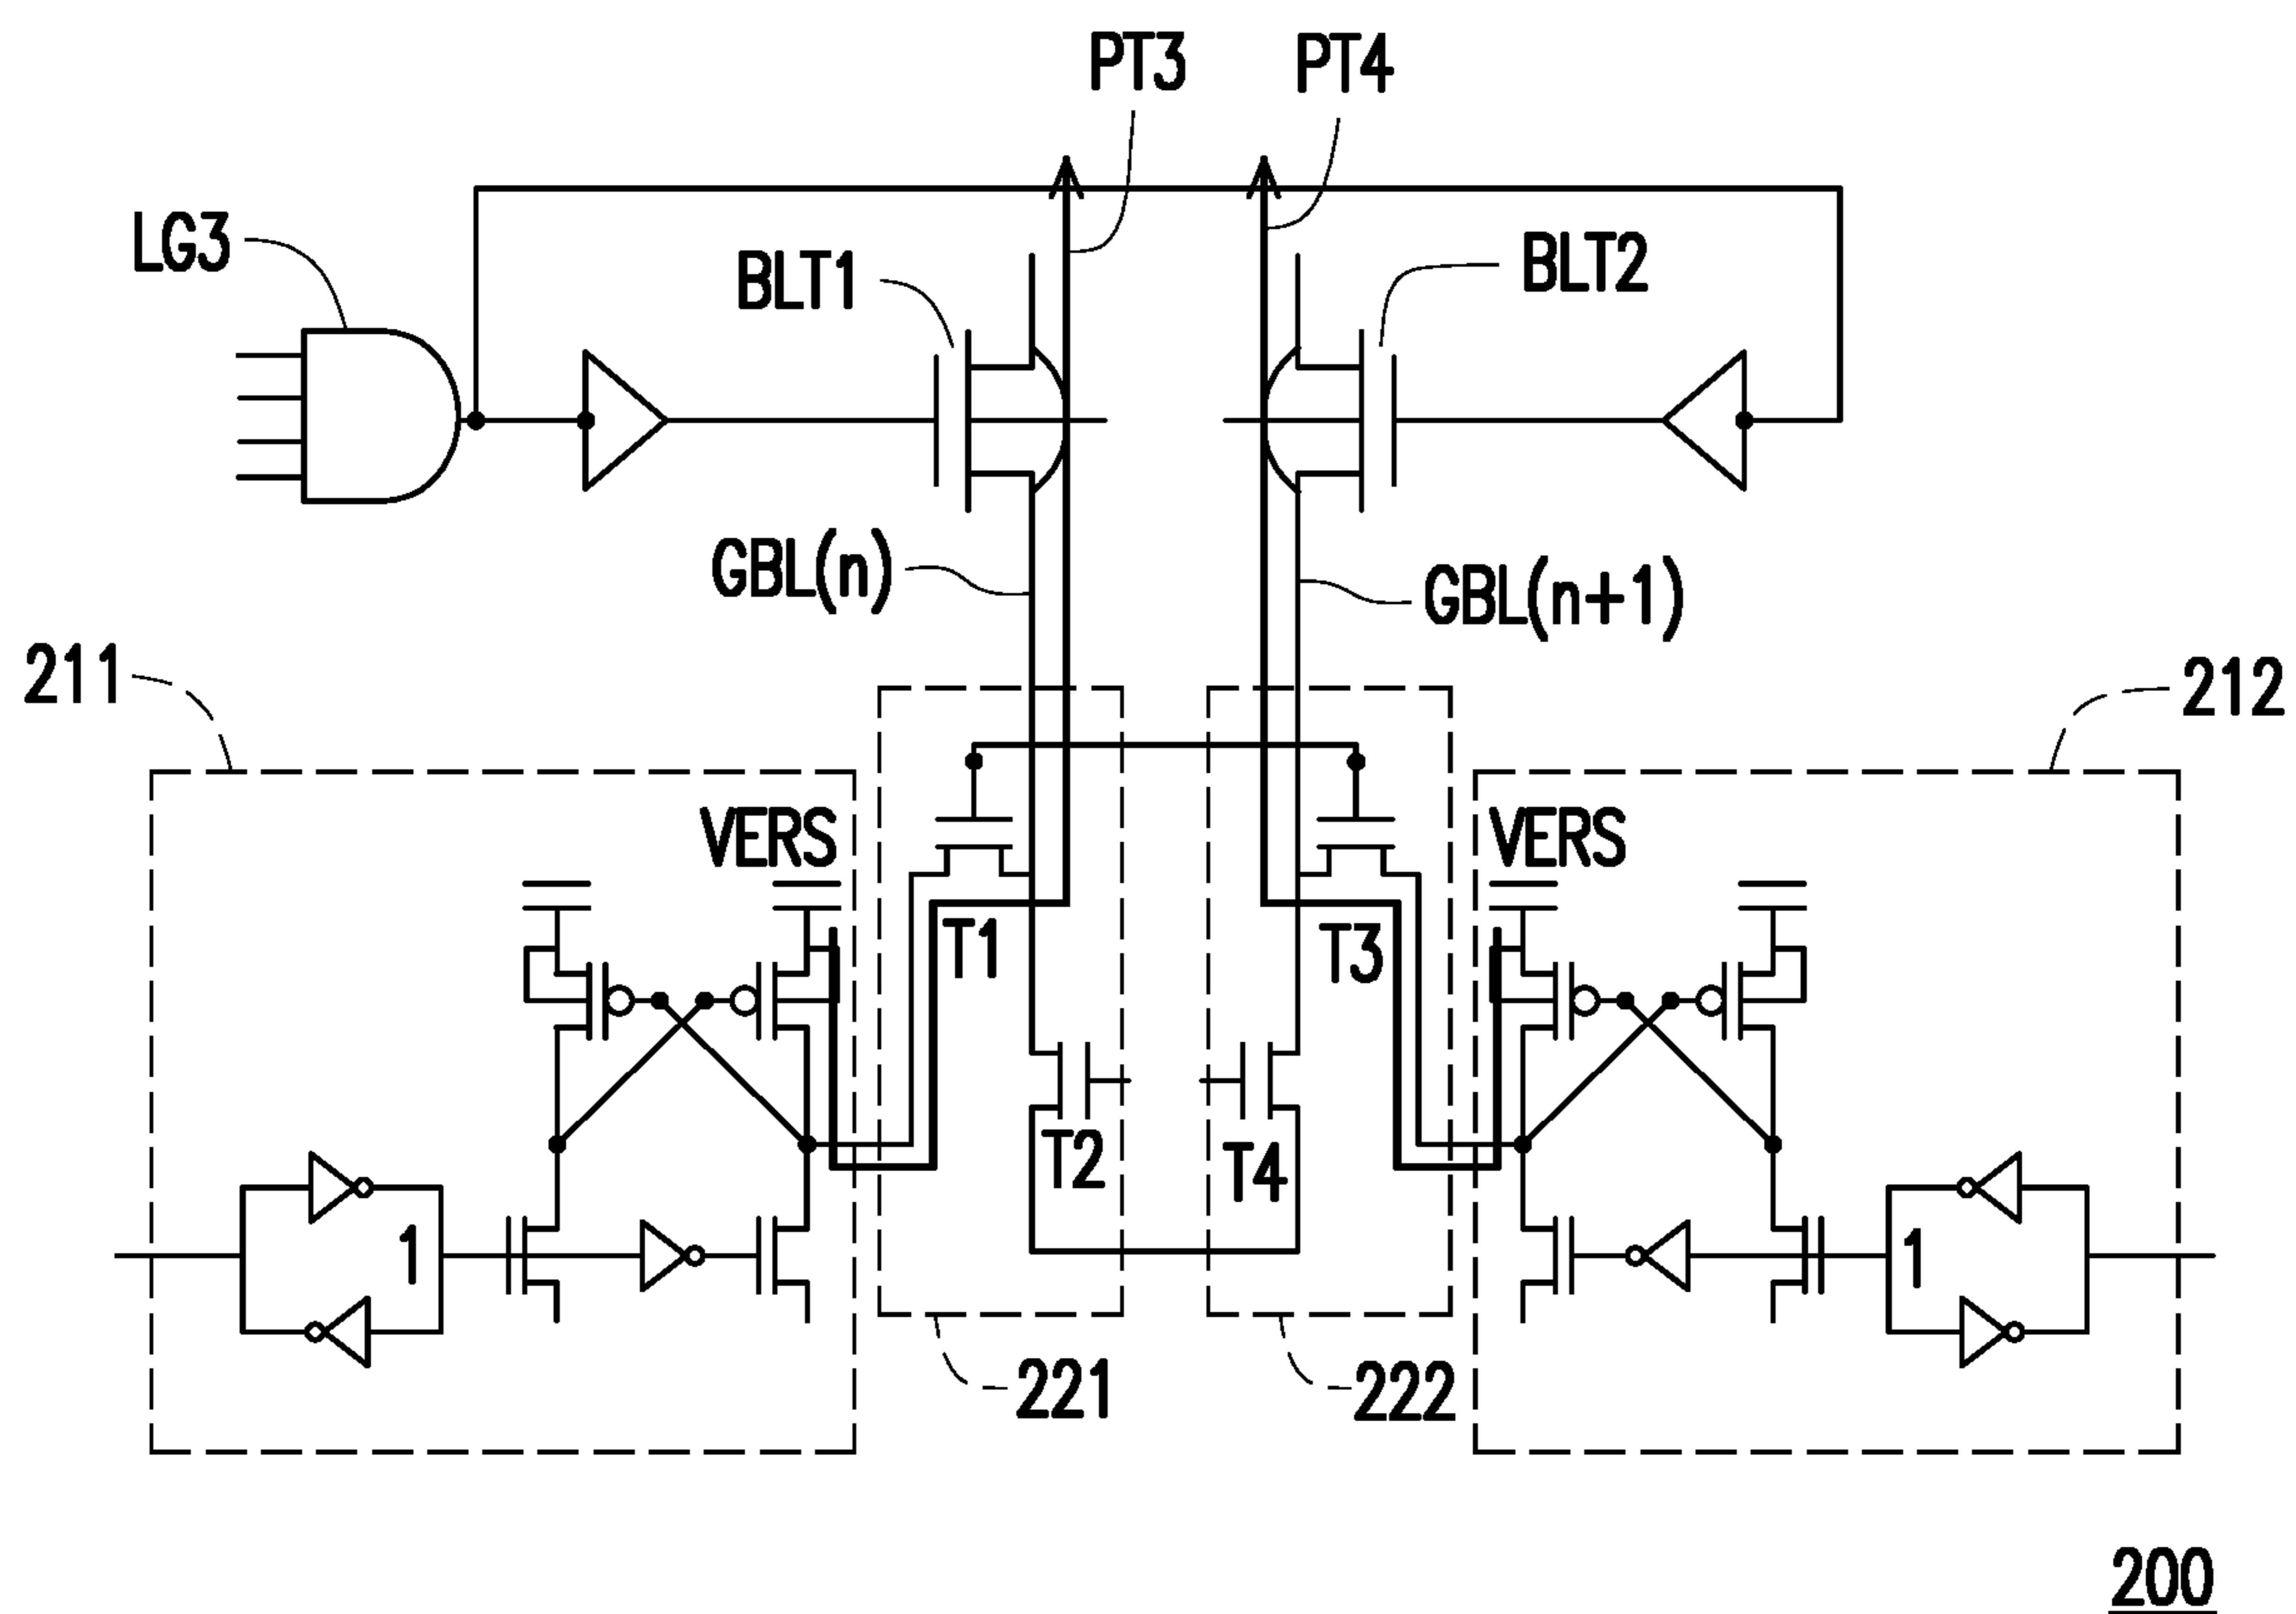 PT3 PT4
LG3 BLT1 BLT2
GBL(n) GBL(n+1)
211 212
VERS VERS
T1 T3
T2 T4
1 1
221 222
200